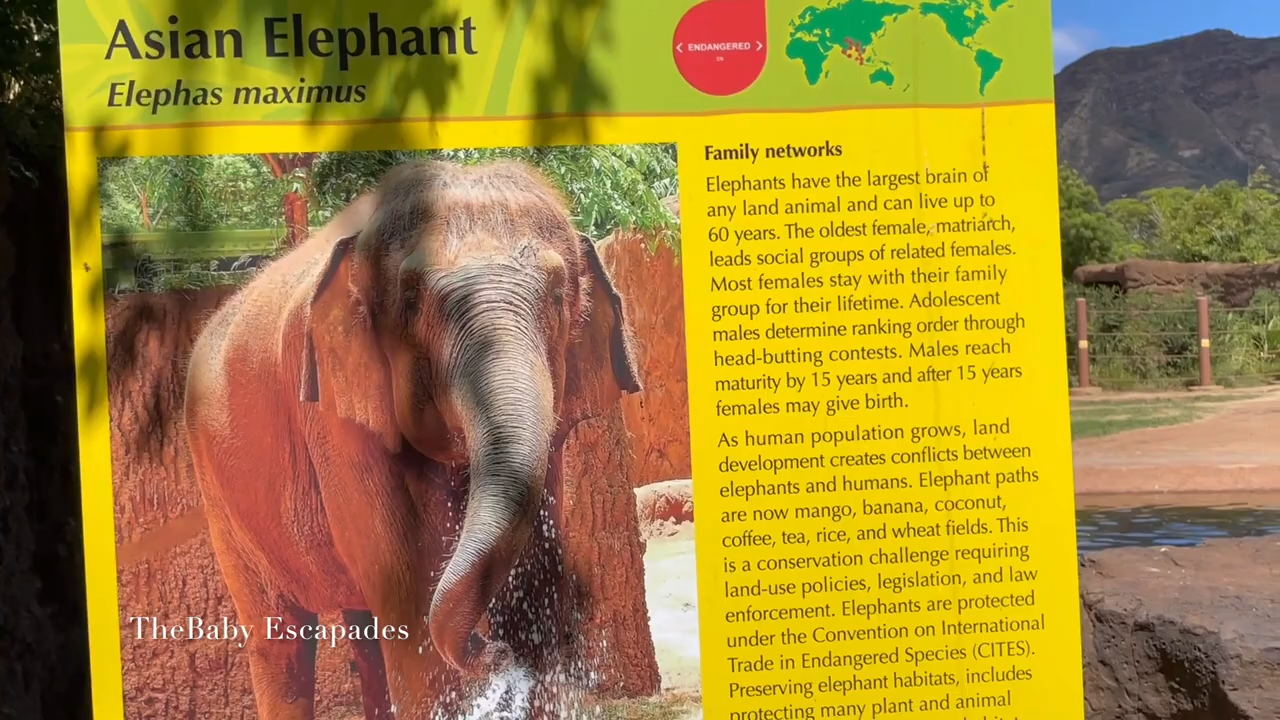 Asian Elephant
Elephas maximus
ENDANGERED
EN
Family networks
Elephants have the largest brain of
any land animal and can live up to
60 years. The oldest female, matriarch,
leads social groups of related females.
Most females stay with their family
group for their lifetime. Adolescent
males determine ranking order through
head-butting contests. Males reach
maturity by 15 years and after 15 years
females may give birth.
As human population grows, land
development creates conflicts between
elephants and humans. Elephant paths
are now mango, banana, coconut,
coffee, tea, rice, and wheat fields. This
is a conservation challenge requiring
land-use policies, legislation, and law
enforcement. Elephants are protected
under the Convention on International
Trade in Endangered Species (CITES).
Preserving elephant habitats, includes
protecting many plant and animal
TheBaby Escapades